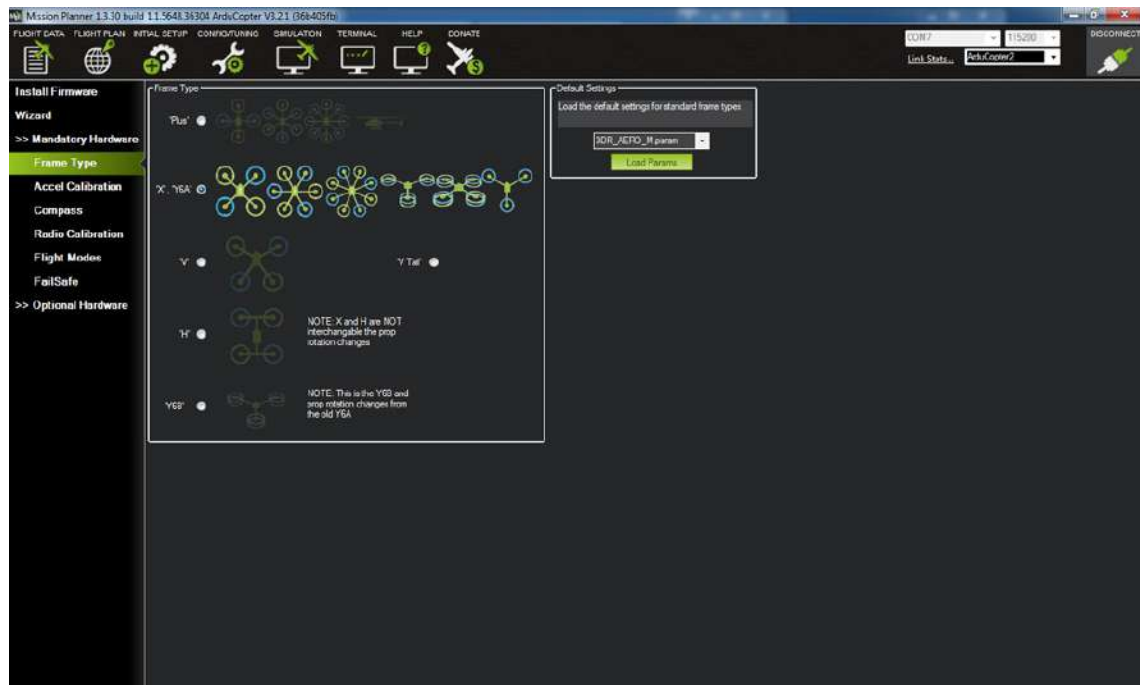 Mission Planner 1.3.30 build 1.1.5648.36304 ArduCopter V3.2.1 (36b405fb)
FLIGHT DATA FLIGHT PLAN INITIAL SETUP CONFIG/TUNING SIMULATION TERMINAL HELP DONATE
COM7 115200 DISCONNECT
Link Stats... ArduCopter2
Install Firmware
Wizard
>> Mandatory Hardware
Frame Type
Accel Calibration
Compass
Radio Calibration
Flight Modes
FailSafe
>> Optional Hardware
Frame Type
'Plus'
'X', 'Y6A'
'V'
'V Tail'
'H'
NOTE: X and H are NOT
interchangable the prop
rotation changes
'Y6B'
NOTE: This is the Y6B and
prop rotation changes from
the old Y6A
Default Settings
Load the default settings for standard frame types
3DR_AERO_M.param
Load Params